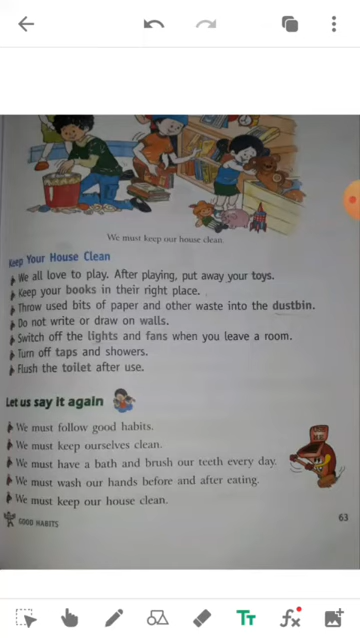 We must keep our house clean.
Keep Your House Clean
We all love to play. After playing, put away your toys.
Keep your books in their right place.
Throw used bits of paper and other waste into the dustbin.
Do not write or draw on walls.
Switch off the lights and fans when you leave a room.
Turn off taps and showers.
Flush the toilet after use.
Let us say it again
We must follow good habits.
We must keep ourselves clean.
We must have a bath and brush our teeth every day.
We must wash our hands before and after eating.
We must keep our house clean.
GOOD HABITS
63
TT
fx